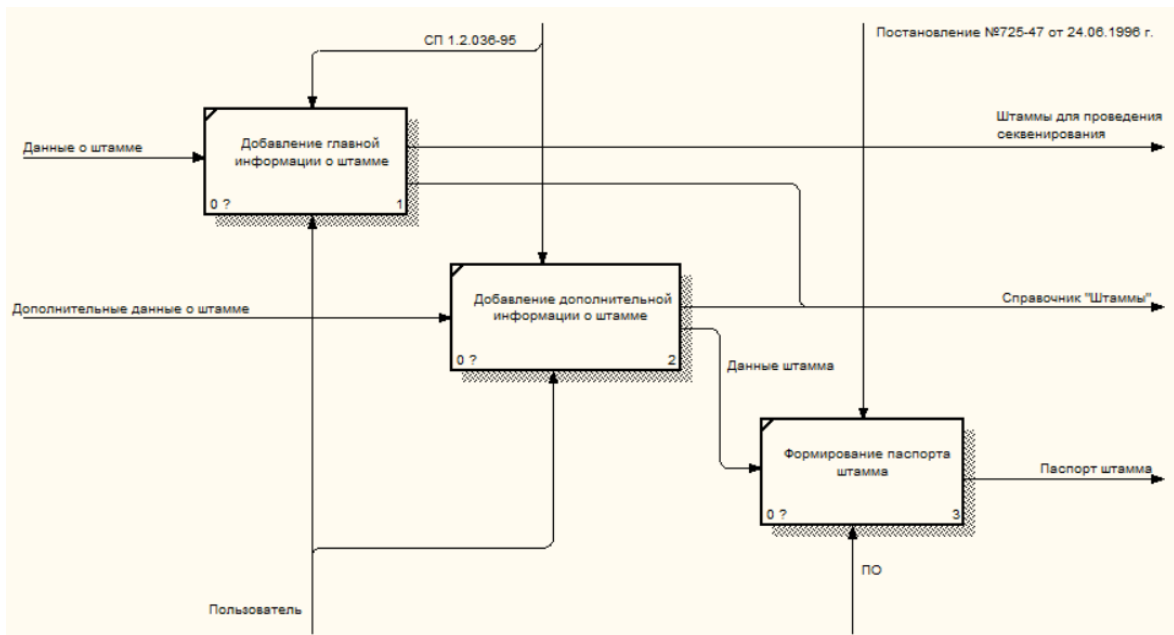 СП 1.2.036-95
Постановление №725-47 от 24.06.1996 г.
Штаммы для проведения
секвенирования
Данные о штамме
Добавление главной
информации о штамме
0 ?
1
Дополнительные данные о штамме
Добавление дополнительной
информации о штамме
0 ?
2
Справочник "Штаммы"
Данные штамма
Формирование паспорта
штамма
0 ?
3
Паспорт штамма
ПО
Пользователь